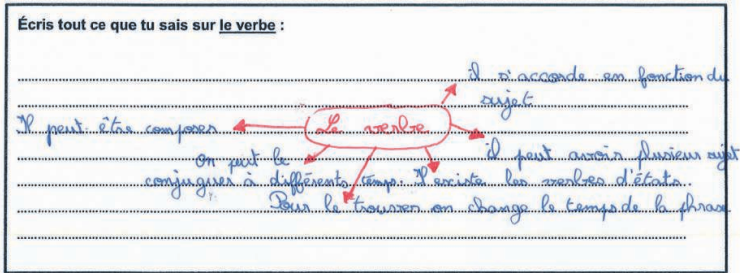 Écris tout ce que tu sais sur le verbe :
il s'accorde en fonction du
sujet
Il peut être composer
Le verbe
il peut avoir plusieur sujet
on peut le
conjuguer à différents temps.
Il existe les verbes d'états.
Pour le trouver on change le temps de la phrase